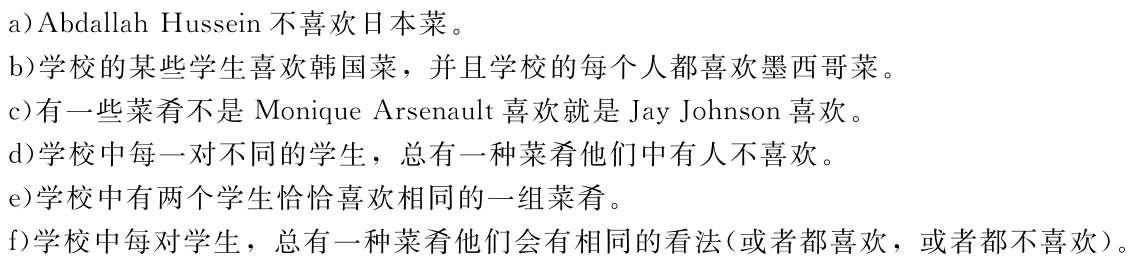 a)Abdallah Hussein 不喜欢日本菜。
b)学校的某些学生喜欢韩国菜，并且学校的每个人都喜欢墨西哥菜。
c)有一些菜肴不是 Monique Arsenault 喜欢就是 Jay Johnson 喜欢。
d)学校中每一对不同的学生，总有一种菜肴他们中有人不喜欢。
e)学校中有两个学生恰恰喜欢相同的一组菜肴。
f)学校中每对学生，总有一种菜肴他们会有相同的看法(或者都喜欢，或者都不喜欢)。